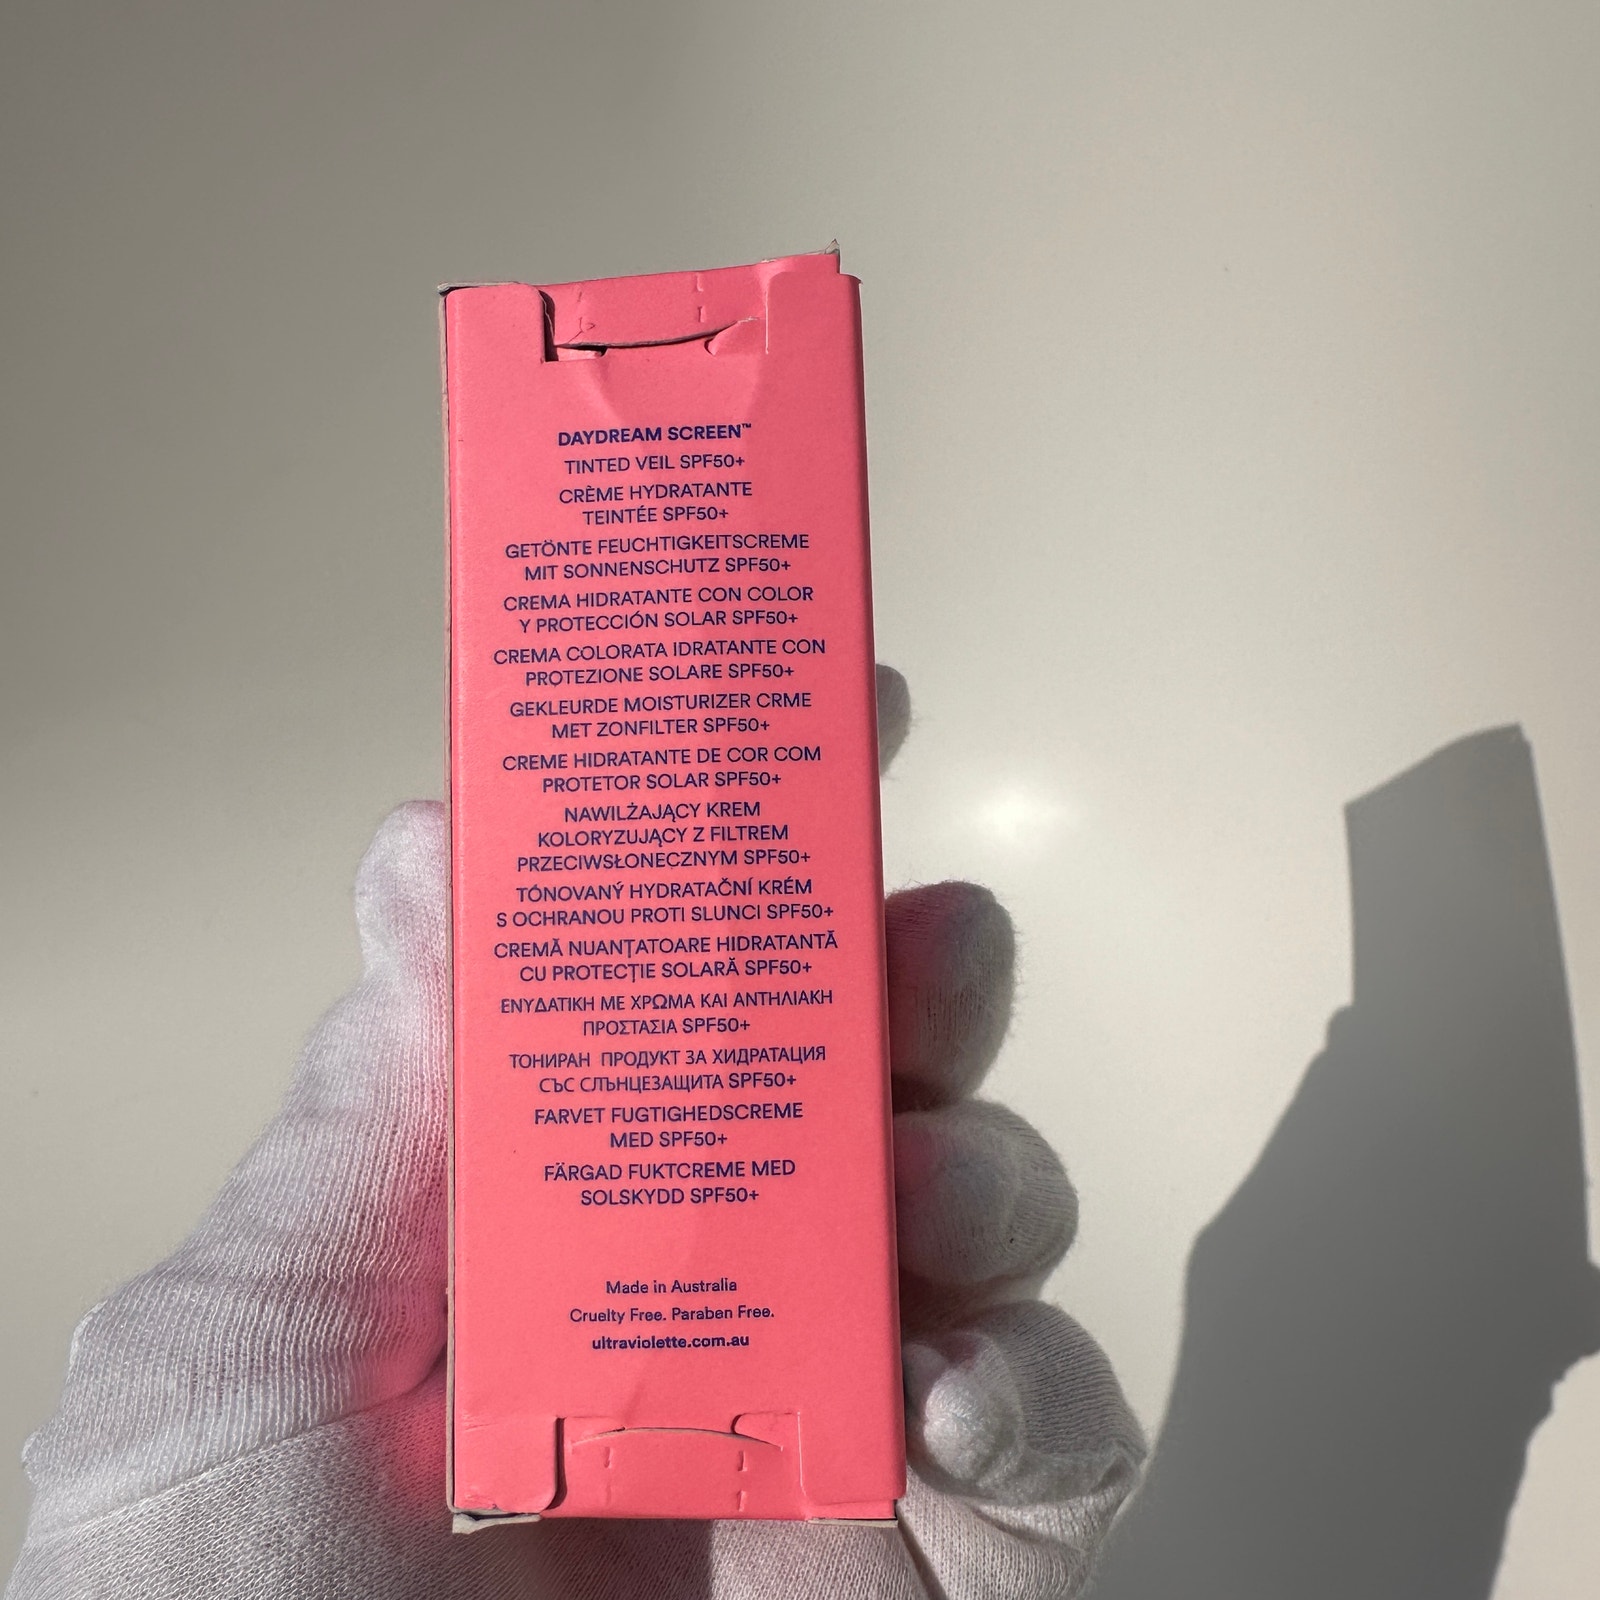 DAYDREAM SCREEN™
TINTED VEIL SPF50+
CRÈME HYDRATANTE
TEINTÉE SPF50+
GETÖNTE FEUCHTIGKEITSCREME
MIT SONNENSCHUTZ SPF50+
CREMA HIDRATANTE CON COLOR
Y PROTECCIÓN SOLAR SPF50+
CREMA COLORATA IDRATANTE CON
PROTEZIONE SOLARE SPF50+
GEKLEURDE MOISTURIZER CRME
MET ZONFILTER SPF50+
CREME HIDRATANTE DE COR COM
PROTETOR SOLAR SPF50+
NAWILŻAJĄCY KREM
KOLORYZUJĄCY Z FILTREM
PRZECIWSŁONECZNYM SPF50+
TÓNOVANÝ HYDRATAČNÍ KRÉM
S OCHRANOU PROTI SLUNCI SPF50+
CREMĂ NUANȚATOARE HIDRATANTĂ
CU PROTECȚIE SOLARĂ SPF50+
ΕΝΥΔΑΤΙΚΗ ΜΕ ΧΡΩΜΑ ΚΑΙ ΑΝΤΗΛΙΑΚΗ
ΠΡΟΣΤΑΣΙΑ SPF50+
ТОНИРАН ПРОДУКТ ЗА ХИДРАТАЦИЯ
СЪС СЛЪНЦЕЗАЩИТА SPF50+
FARVET FUGTIGHEDSCREME
MED SPF50+
FÄRGAD FUKTCREME MED
SOLSKYDD SPF50+
Made in Australia
Cruelty Free. Paraben Free.
ultraviolette.com.au